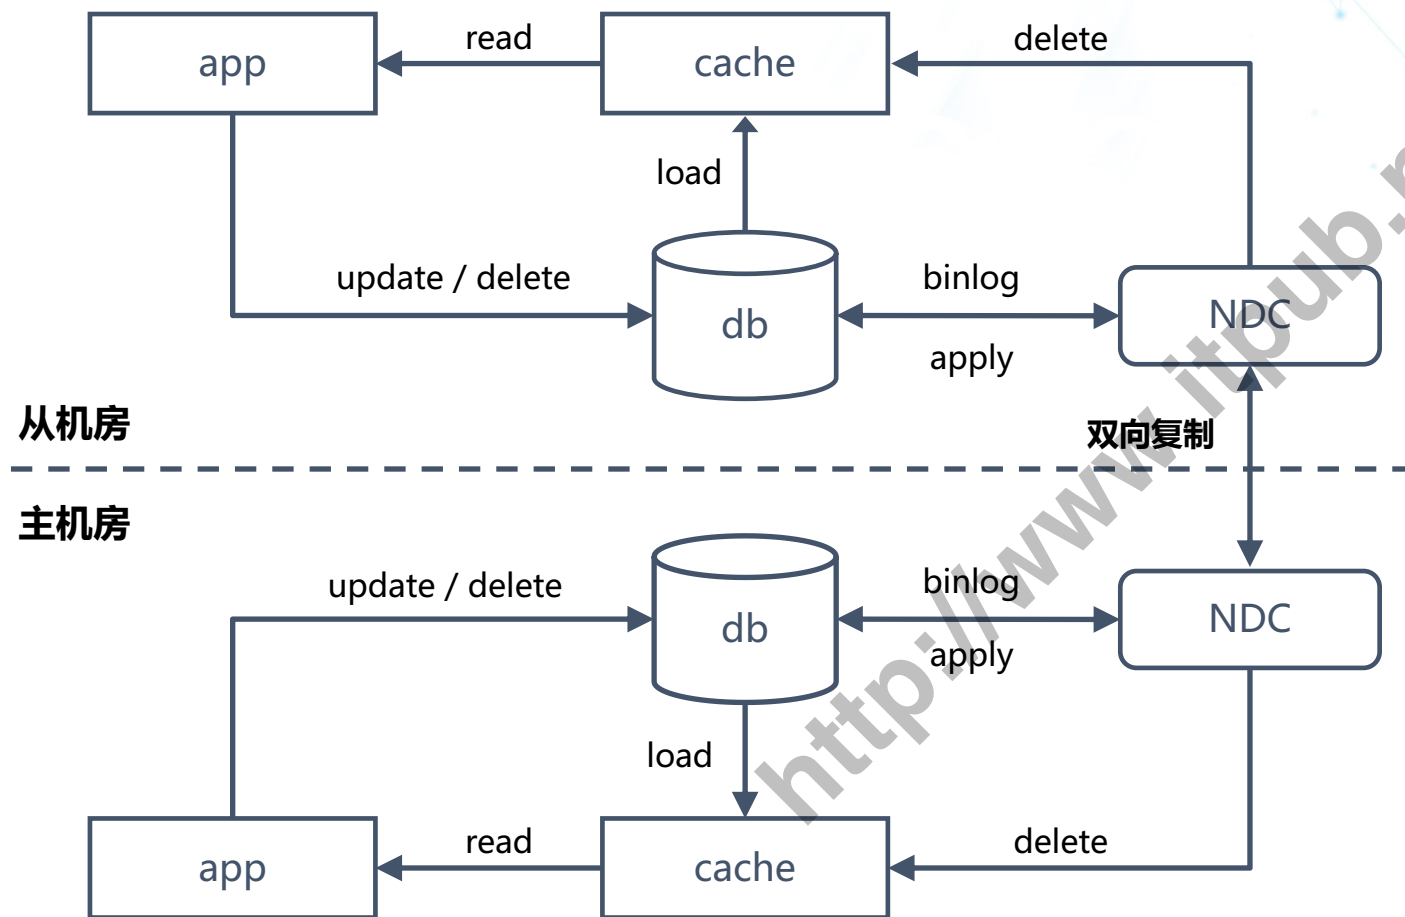 app
read
cache
delete
load
update / delete
db
binlog
apply
NDC
从机房
双向复制
主机房
update / delete
db
binlog
apply
NDC
load
app
read
cache
delete
http://www.itpub.n